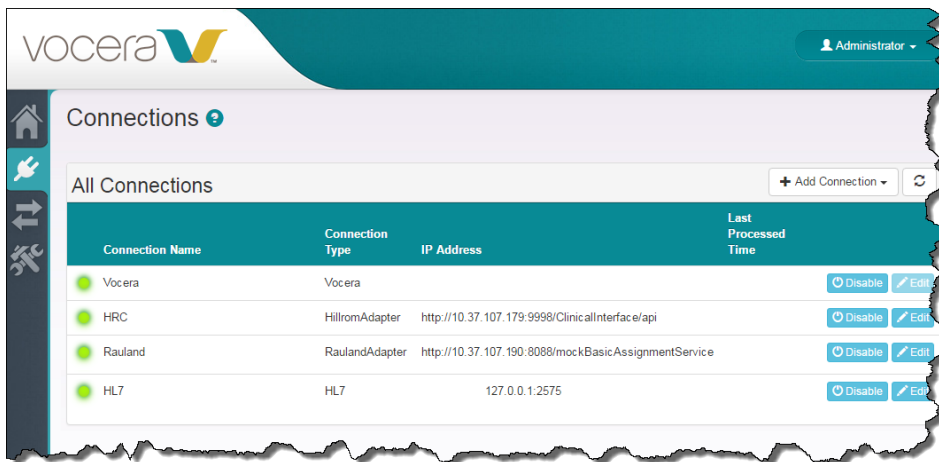 vocera
Administrator
Connections ?
All Connections
+ Add Connection
Connection Name Connection Type IP Address Last Processed Time
Vocera Vocera Disable Edit
HRC HillromAdapter http://10.37.107.179:9998/ClinicalInterface/api Disable Edit
Rauland RaulandAdapter http://10.37.107.190:8088/mockBasicAssignmentService Disable Edit
HL7 HL7 127.0.0.1:2575 Disable Edit